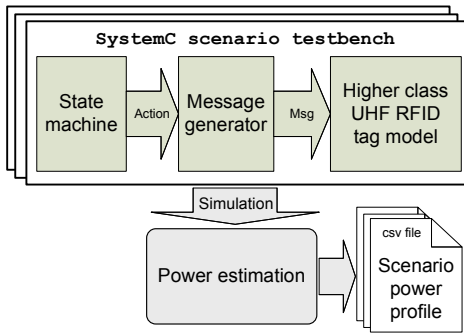 SystemC scenario testbench
State
machine
Action
Message
generator
Msg
Higher class
UHF RFID
tag model
Simulation
Power estimation
csv file
Scenario
power
profile